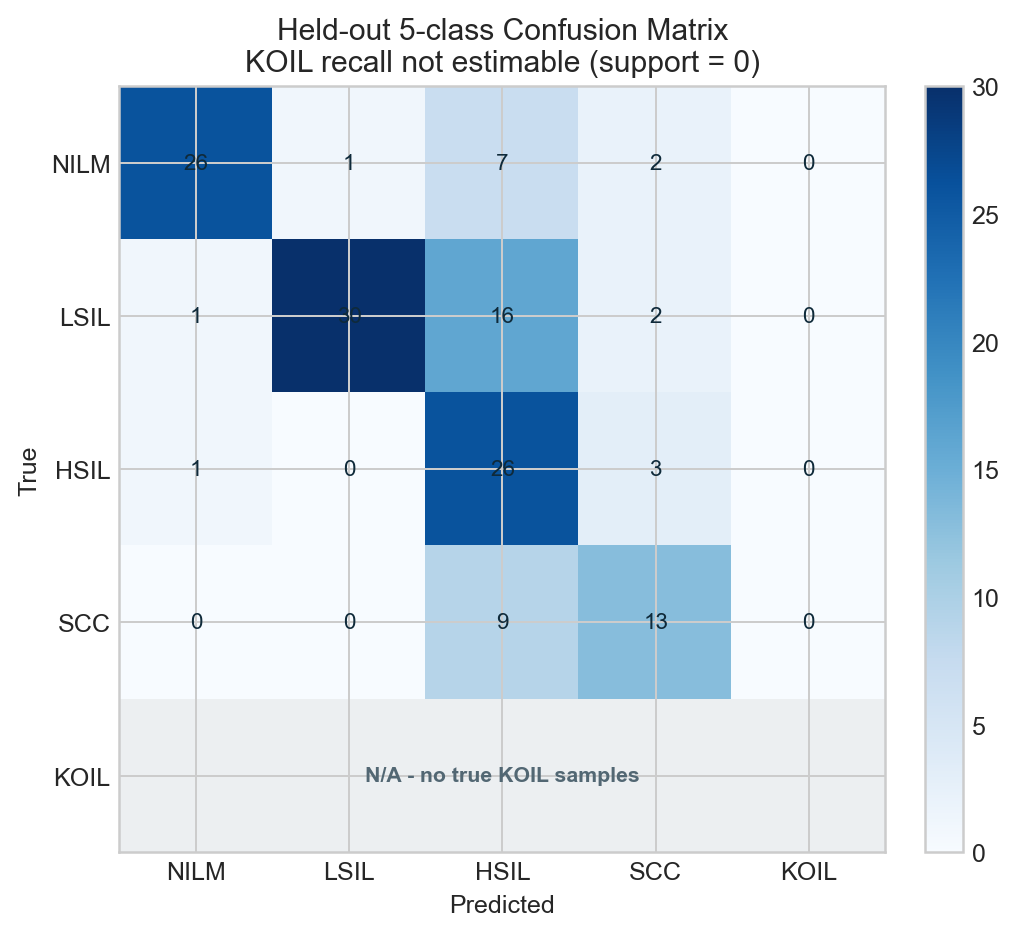 Held-out 5-class Confusion Matrix
KOIL recall not estimable (support = 0)
30
NILM 26 1 7 2 0
25
LSIL 1 30 16 2 0
20
True
HSIL 1 0 26 3 0
15
10
SCC 0 0 9 13 0
5
KOIL N/A - no true KOIL samples
0
NILM LSIL HSIL SCC KOIL
Predicted